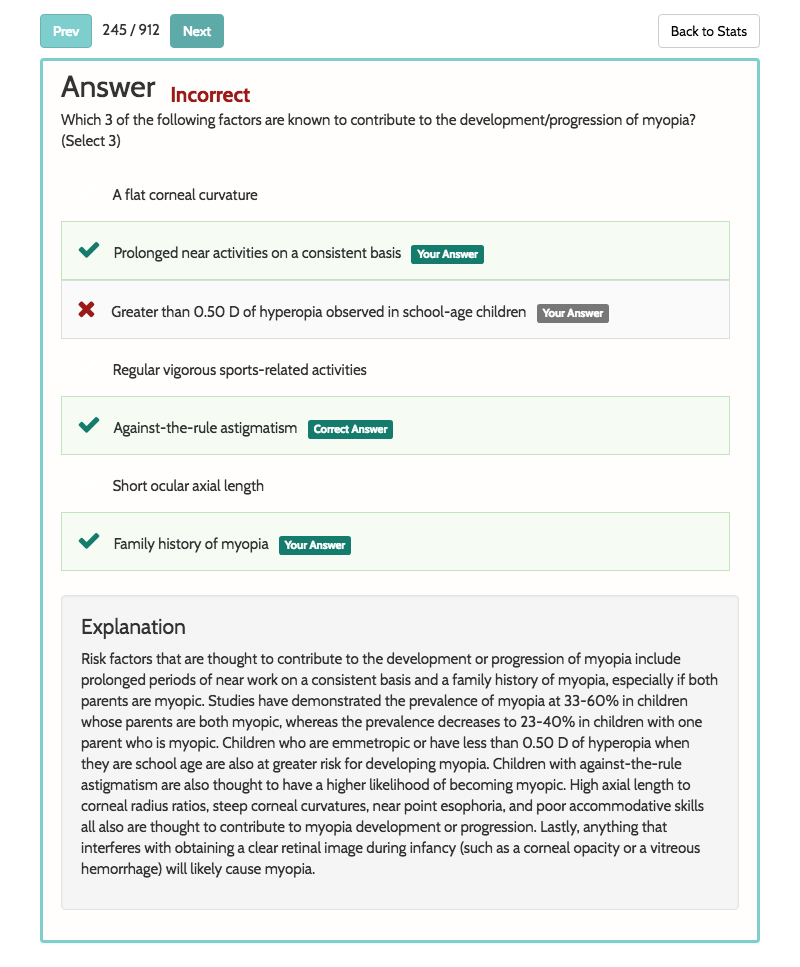 Prev 245 / 912 Next Back to Stats
Answer Incorrect
Which 3 of the following factors are known to contribute to the development/progression of myopia?
(Select 3)
A flat corneal curvature
Prolonged near activities on a consistent basis Your Answer
Greater than 0.50 D of hyperopia observed in school-age children Your Answer
Regular vigorous sports-related activities
Against-the-rule astigmatism Correct Answer
Short ocular axial length
Family history of myopia Your Answer
Explanation
Risk factors that are thought to contribute to the development or progression of myopia include
prolonged periods of near work on a consistent basis and a family history of myopia, especially if both
parents are myopic. Studies have demonstrated the prevalence of myopia at 33-60% in children
whose parents are both myopic, whereas the prevalence decreases to 23-40% in children with one
parent who is myopic. Children who are emmetropic or have less than 0.50 D of hyperopia when
they are school age are also at greater risk for developing myopia. Children with against-the-rule
astigmatism are also thought to have a higher likelihood of becoming myopic. High axial length to
corneal radius ratios, steep corneal curvatures, near point esophoria, and poor accommodative skills
all also are thought to contribute to myopia development or progression. Lastly, anything that
interferes with obtaining a clear retinal image during infancy (such as a corneal opacity or a vitreous
hemorrhage) will likely cause myopia.